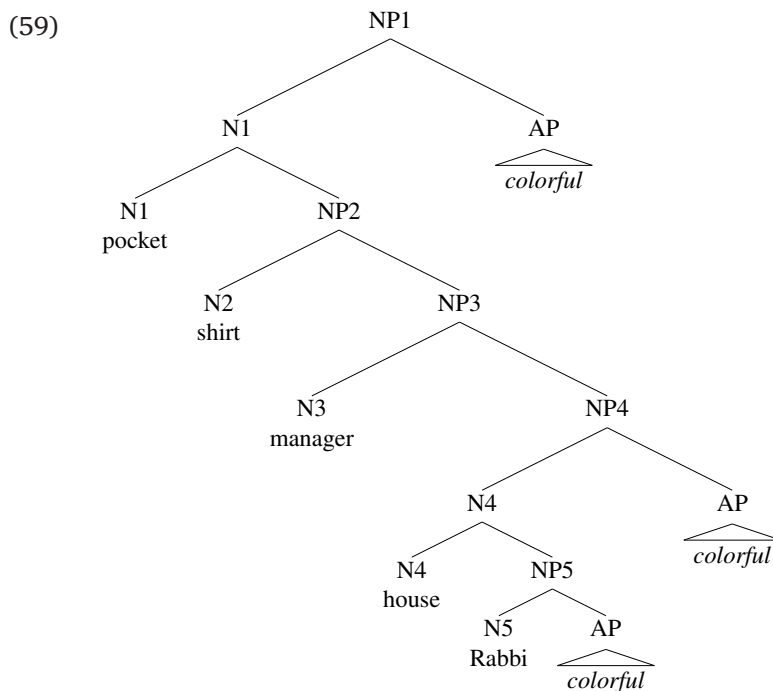 (59) NP1
N1 AP
colorful
N1 NP2
pocket
N2 NP3
shirt
N3 NP4
manager
N4 AP
colorful
N4 NP5
house
N5 AP
Rabbi
colorful